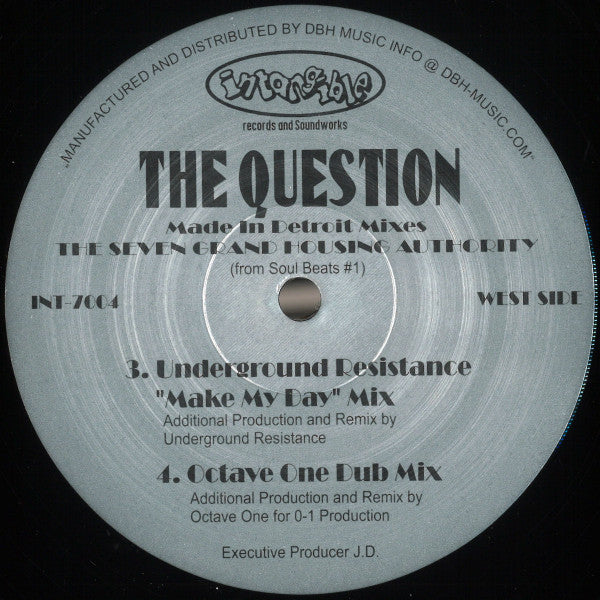 „MANUFACTURED AND DISTRIBUTED BY DBH MUSIC INFO @ DBH-MUSIC.COM“
intangible
records and Soundworks
THE QUESTION
Made In Detroit Mixes
THE SEVEN GRAND HOUSING AUTHORITY
(from Soul Beats #1)
INT-7004
WEST SIDE
3. Underground Resistance
"Make My Day" Mix
Additional Production and Remix by
Underground Resistance
4. Octave One Dub Mix
Additional Production and Remix by
Octave One for 0-1 Production
Executive Producer J.D.